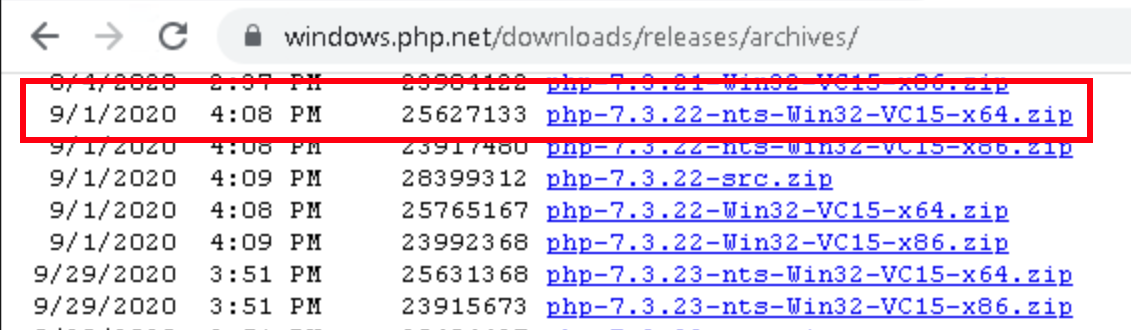 windows.php.net/downloads/releases/archives/
8/4/2020 2:37 PM 23984122 php-7.3.21-Win32-VC15-x86.zip
9/1/2020 4:08 PM 25627133 php-7.3.22-nts-Win32-VC15-x64.zip
9/1/2020 4:08 PM 23917480 php-7.3.22-nts-Win32-VC15-x86.zip
9/1/2020 4:09 PM 28399312 php-7.3.22-src.zip
9/1/2020 4:08 PM 25765167 php-7.3.22-Win32-VC15-x64.zip
9/1/2020 4:09 PM 23992368 php-7.3.22-Win32-VC15-x86.zip
9/29/2020 3:51 PM 25631368 php-7.3.23-nts-Win32-VC15-x64.zip
9/29/2020 3:51 PM 23915673 php-7.3.23-nts-Win32-VC15-x86.zip